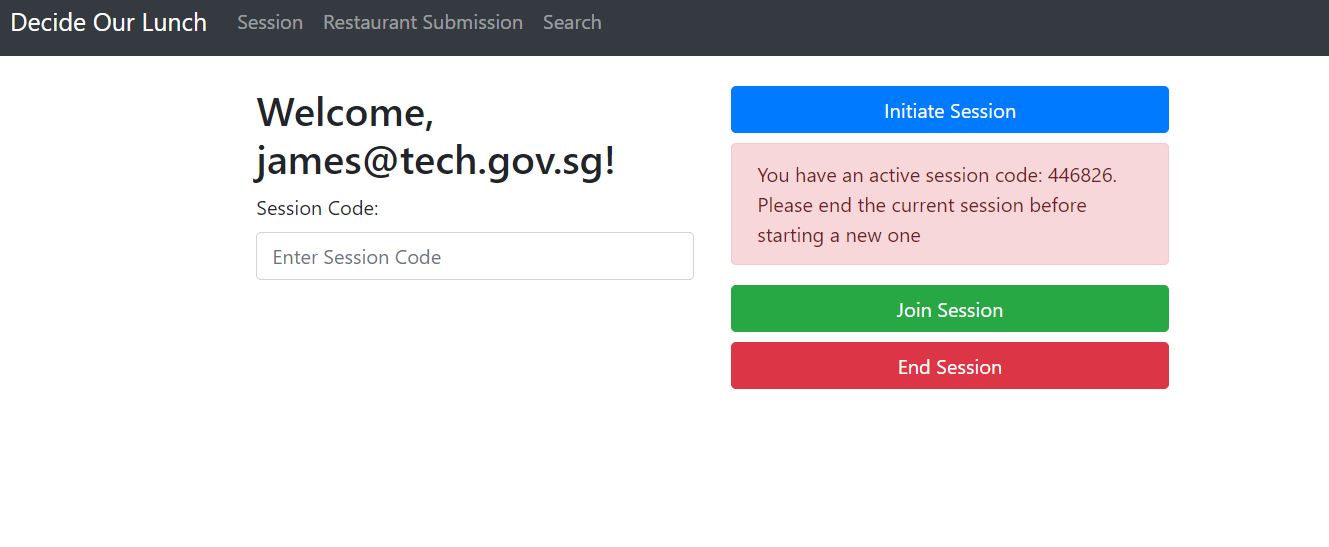 Decide Our Lunch Session Restaurant Submission Search
Welcome,
james@tech.gov.sg!
Session Code:
Enter Session Code
Initiate Session
You have an active session code: 446826.
Please end the current session before
starting a new one
Join Session
End Session